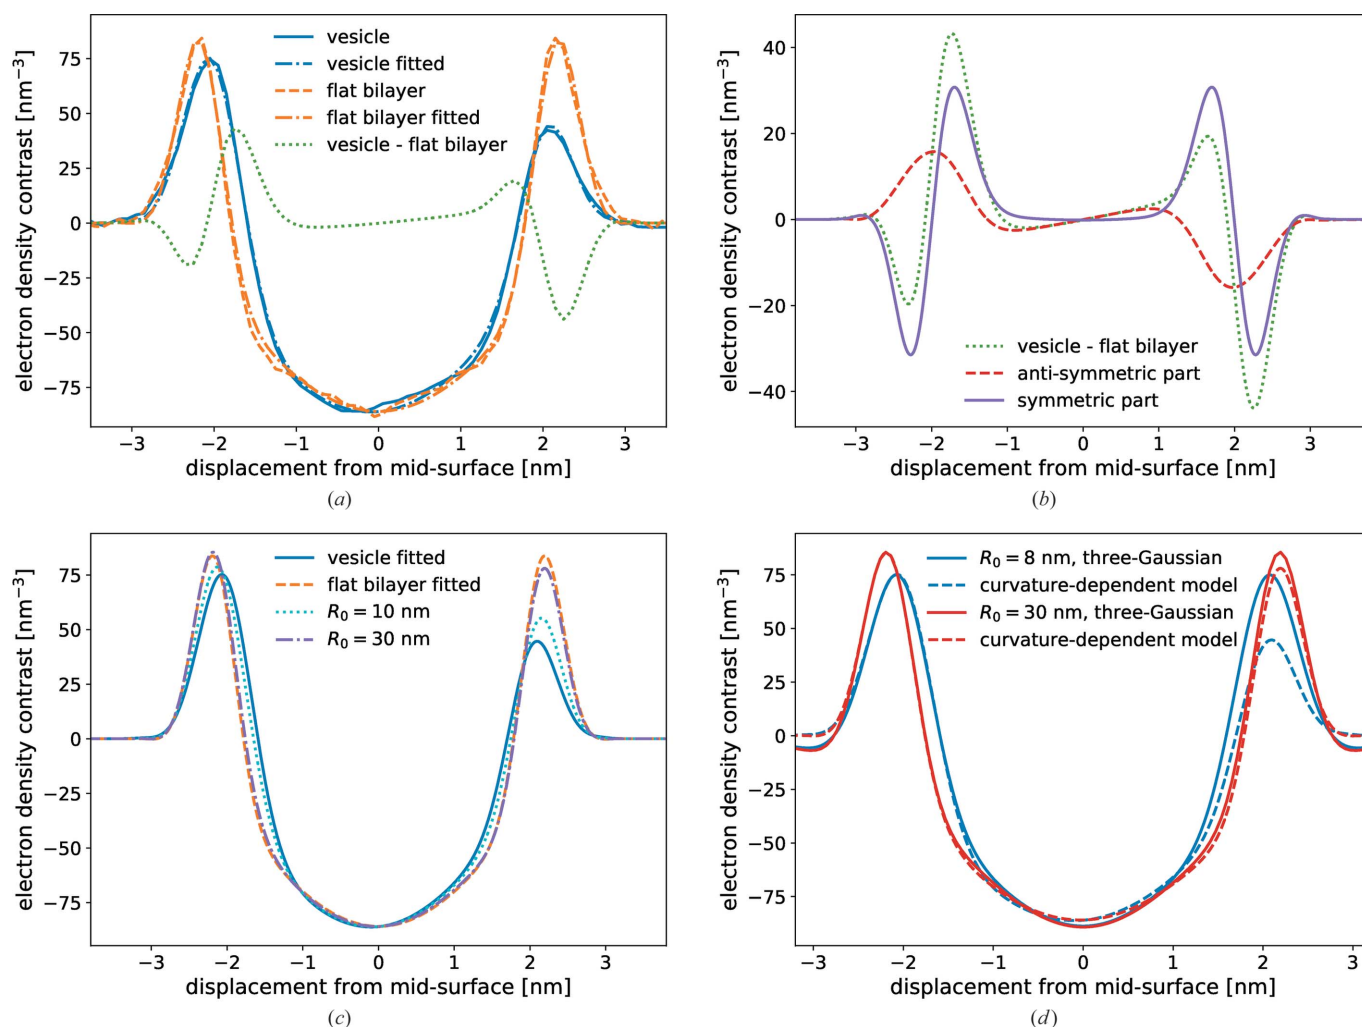 vesicle
vesicle fitted
flat bilayer
flat bilayer fitted
vesicle - flat bilayer
75
50
25
0
−25
−50
−75
electron density contrast [nm⁻³]
−3 −2 −1 0 1 2 3
displacement from mid-surface [nm]
(a)
40
20
0
−20
−40
electron density contrast [nm⁻³]
vesicle - flat bilayer
anti-symmetric part
symmetric part
−3 −2 −1 0 1 2 3
displacement from mid-surface [nm]
(b)
vesicle fitted
flat bilayer fitted
R₀ = 10 nm
R₀ = 30 nm
75
50
25
0
−25
−50
−75
electron density contrast [nm⁻³]
−3 −2 −1 0 1 2 3
displacement from mid-surface [nm]
(c)
R₀ = 8 nm, three-Gaussian
curvature-dependent model
R₀ = 30 nm, three-Gaussian
curvature-dependent model
75
50
25
0
−25
−50
−75
electron density contrast [nm⁻³]
−3 −2 −1 0 1 2 3
displacement from mid-surface [nm]
(d)